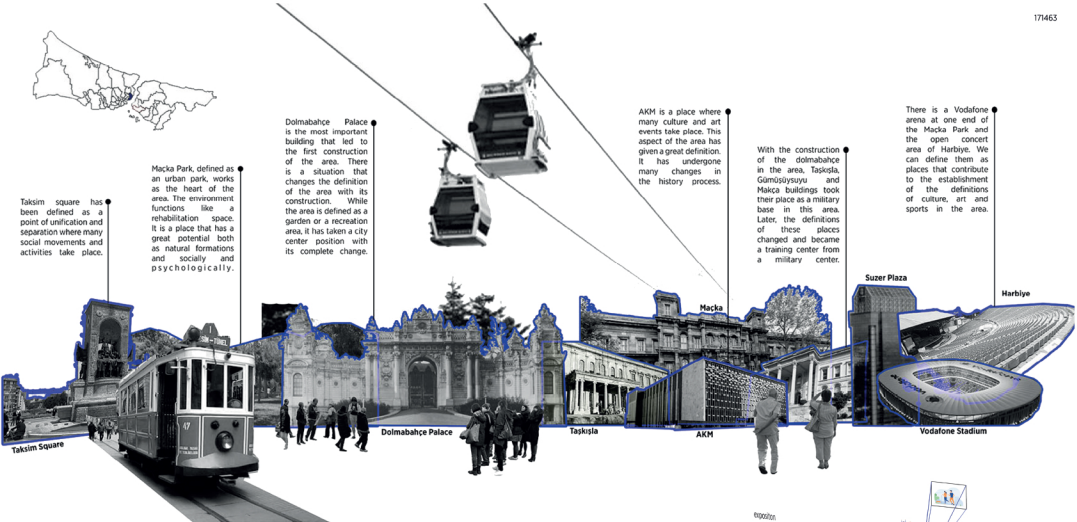 171463
Taksim square has
been defined as a
point of unification and
separation where many
social movements and
activities take place.
Maçka Park, defined as
an urban park, works
as the heart of the
area. The environment
functions like a
rehabilitation space.
It is a place that has a
great potential both
as natural formations
and socially and
psychologically.
Dolmabahçe Palace
is the most important
building that led to
the first construction
of the area. There
is a situation that
changes the definition
of the area with its
construction. While
the area is defined as a
garden or a recreation
area, it has taken a city
center position with
its complete change.
AKM is a place where
many culture and art
events take place. This
aspect of the area has
given a great definition.
It has undergone
many changes in
the history process.
With the construction
of the dolmabahçe
in the area, Taşkışla,
Gümüşüysuyu and
Makça buildings took
their place as a military
base in this area.
Later, the definitions
of these places
changed and became
a training center from
a military center.
There is a Vodafone
arena at one end of
the Maçka Park and
the open concert
area of Harbiye. We
can define them as
places that contribute
to the establishment
of the definitions
of culture, art and
sports in the area.
Suzer Plaza
Harbiye
Maçka
47
Taksim Square
Dolmabahçe Palace
Taşkışla
AKM
Vodafone Stadium
exposition